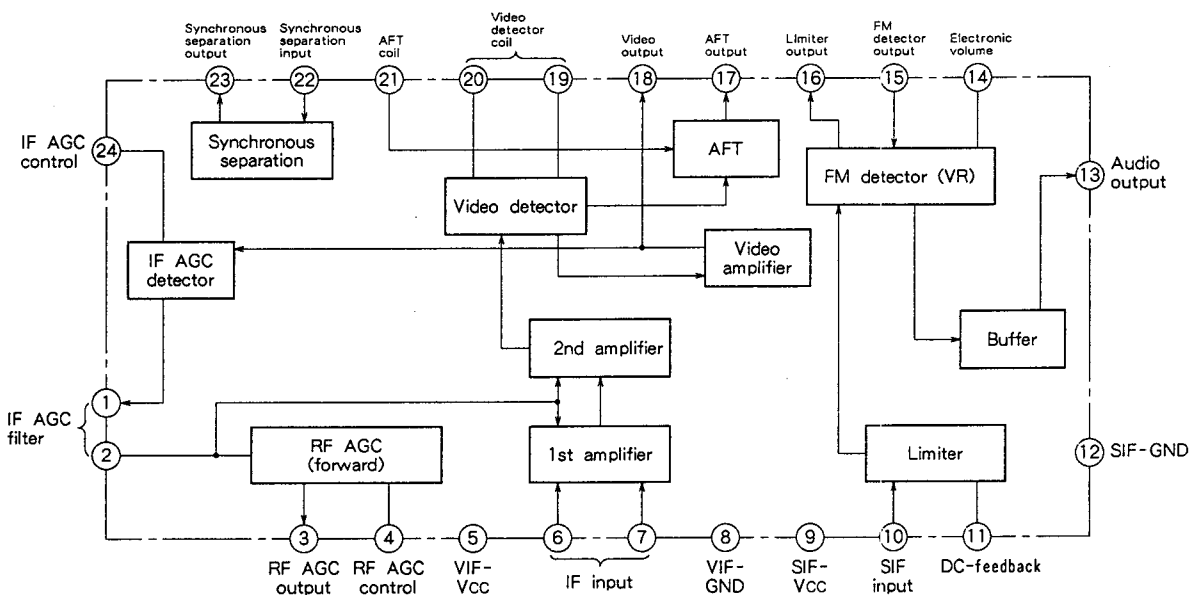 Synchronous
separation
output
Synchronous
separation
input
AFT
coil
Video
detector
coil
Video
output
AFT
output
LImiter
output
FM
detector
output
Electronic
volume
23
22
21
20
19
18
17
16
15
14
IF AGC
control
24
Synchronous
separation
AFT
FM detector (VR)
13
Audio
output
Video detector
IF AGC
detector
Video
amplifier
2nd amplifier
Buffer
IF AGC
filter
1
2
RF AGC
(forward)
1st amplifier
Limiter
12
SIF-GND
3
4
5
6
7
8
9
10
11
RF AGC
output
RF AGC
control
VIF-
VCC
IF input
VIF-
GND
SIF-
VCC
SIF
input
DC-feedback